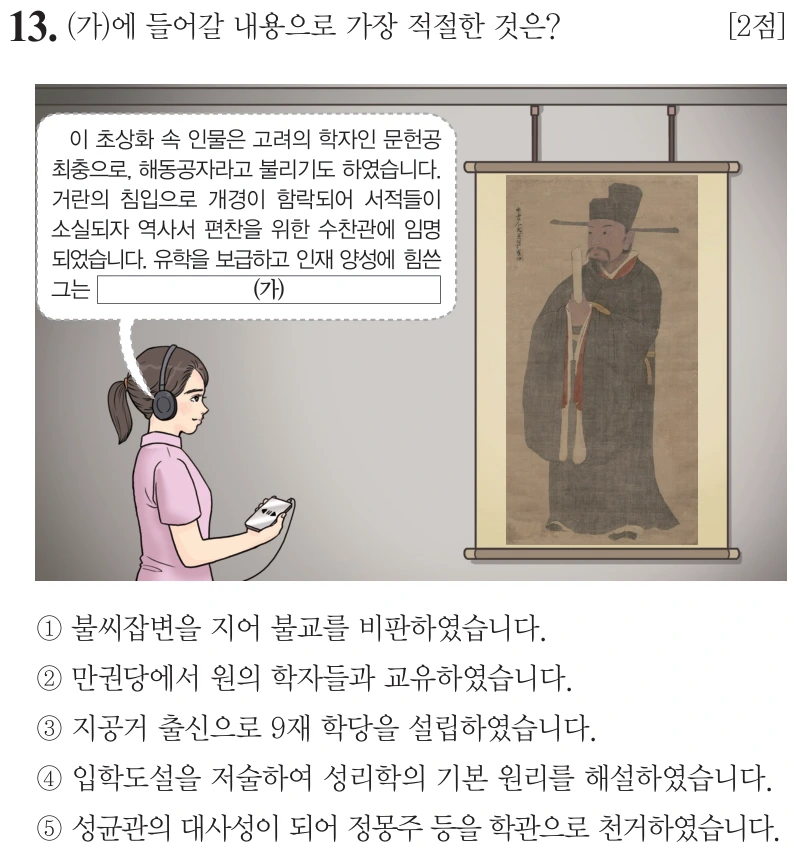 13. (가)에 들어갈 내용으로 가장 적절한 것은? [2점]
이 초상화 속 인물은 고려의 학자인 문헌공
최충으로, 해동공자라고 불리기도 하였습니다.
거란의 침입으로 개경이 함락되어 서적들이
소실되자 역사서 편찬을 위한 수찬관에 임명
되었습니다. 유학을 보급하고 인재 양성에 힘쓴
그는 (가)
① 불씨잡변을 지어 불교를 비판하였습니다.
② 만권당에서 원의 학자들과 교유하였습니다.
③ 지공거 출신으로 9재 학당을 설립하였습니다.
④ 입학도설을 저술하여 성리학의 기본 원리를 해설하였습니다.
⑤ 성균관의 대사성이 되어 정몽주 등을 학관으로 천거하였습니다.